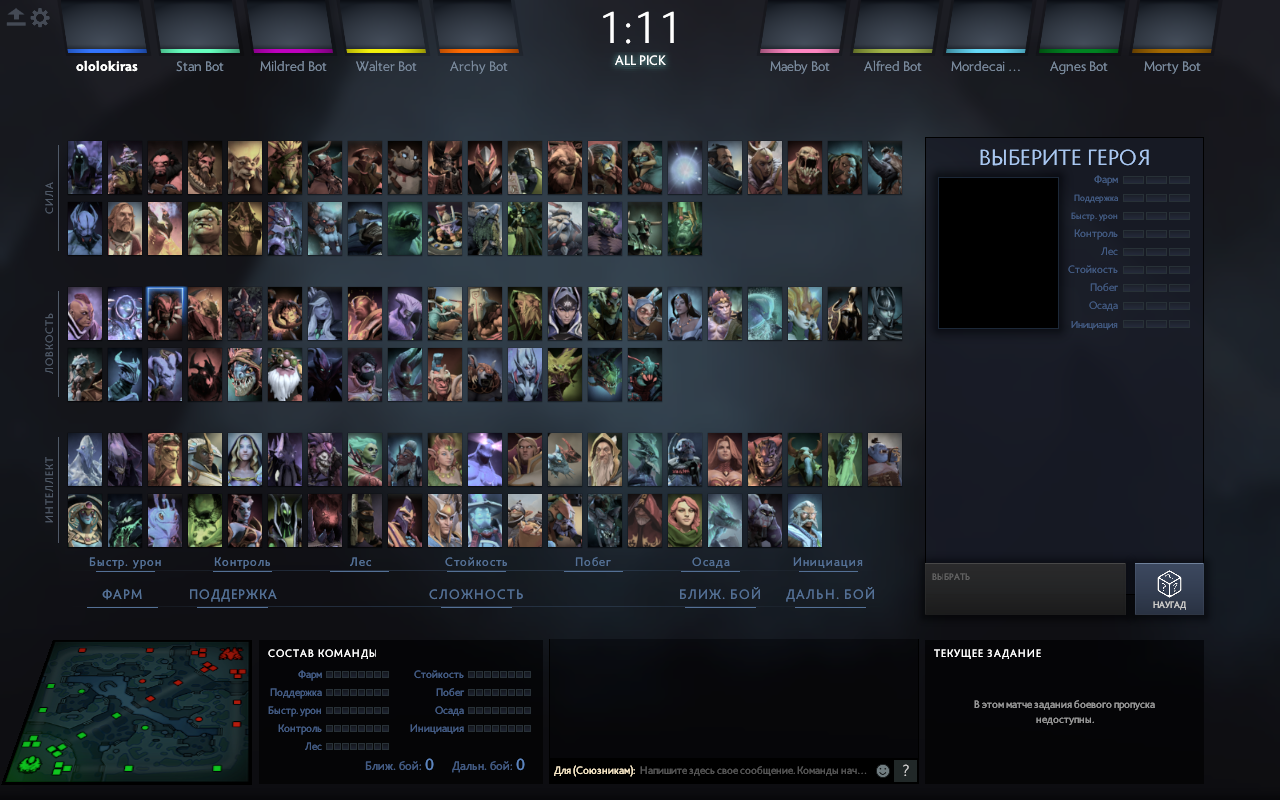 1:11
ALL PICK
ololokiras
Stan Bot
Mildred Bot
Walter Bot
Archy Bot
Maeby Bot
Alfred Bot
Mordecai ...
Agnes Bot
Morty Bot
СИЛА
ЛОВКОСТЬ
ИНТЕЛЛЕКТ
Быстр. урон
Контроль
Лес
Стойкость
Побег
Осада
Инициация
ФАРМ
ПОДДЕРЖКА
СЛОЖНОСТЬ
БЛИЖ. БОЙ
ДАЛЬН. БОЙ
ВЫБЕРИТЕ ГЕРОЯ
Фарм
Поддержка
Быстр. урон
Контроль
Лес
Стойкость
Побег
Осада
Инициация
ВЫБРАТЬ
НАУГАД
СОСТАВ КОМАНДЫ
Фарм
Стойкость
Поддержка
Побег
Быстр. урон
Осада
Контроль
Инициация
Лес
Ближ. бой: 0
Дальн. бой: 0
Для (Союзникам): Напишите здесь свое сообщение. Команды нач...
?
ТЕКУЩЕЕ ЗАДАНИЕ
В этом матче задания боевого пропуска
недоступны.